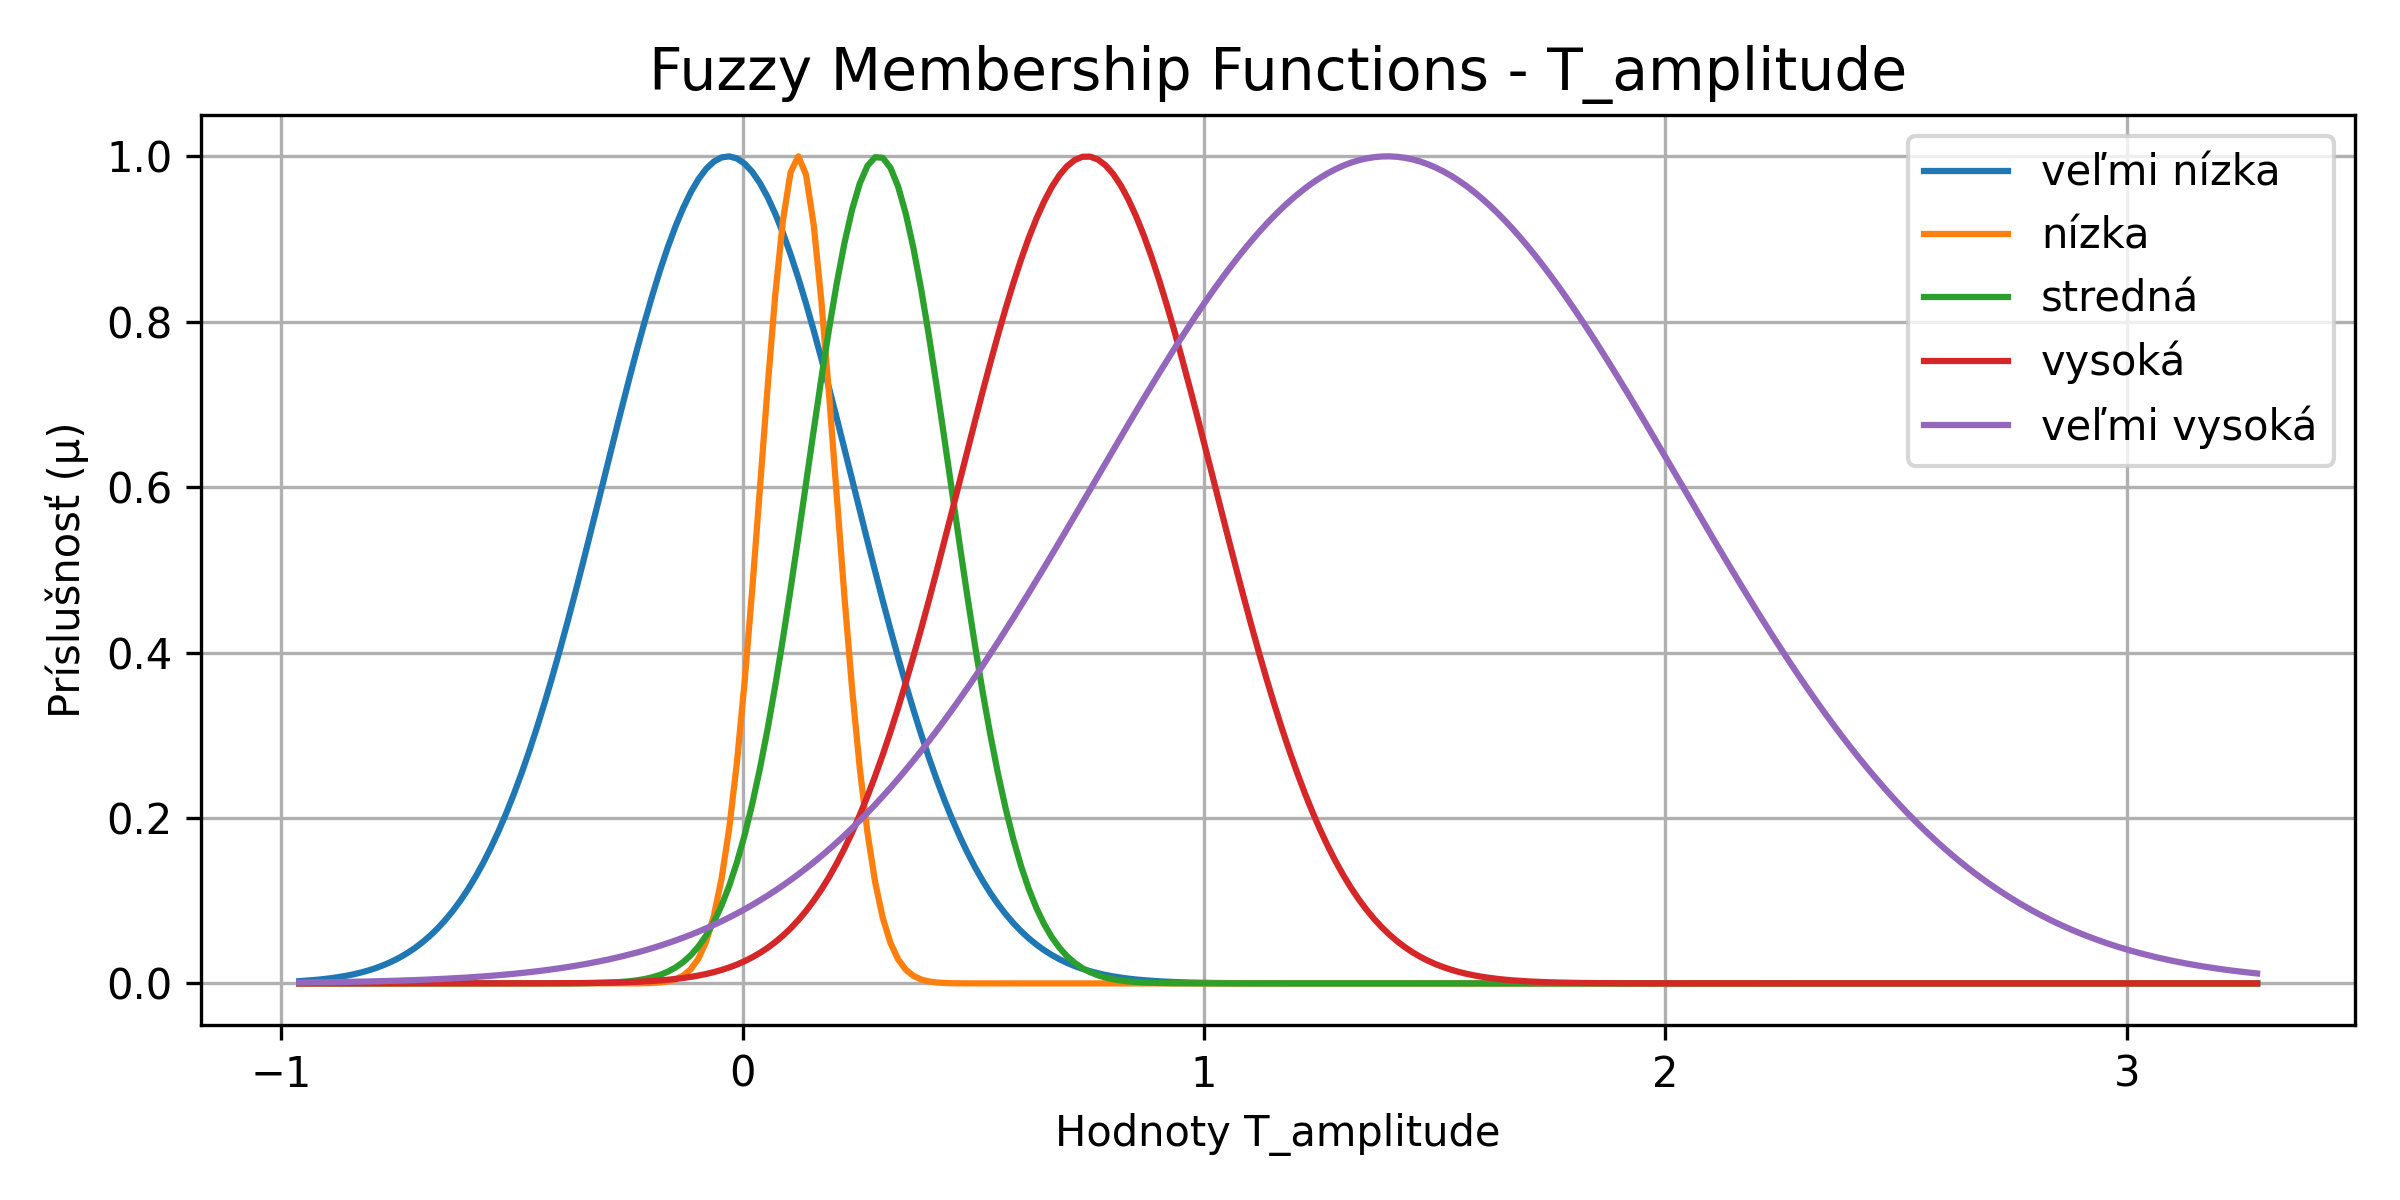 Fuzzy Membership Functions - T_amplitude
Príslušnosť (μ)
1.0
0.8
0.6
0.4
0.2
0.0
veľmi nízka
nízka
stredná
vysoká
veľmi vysoká
−1 0 1 2 3
Hodnoty T_amplitude